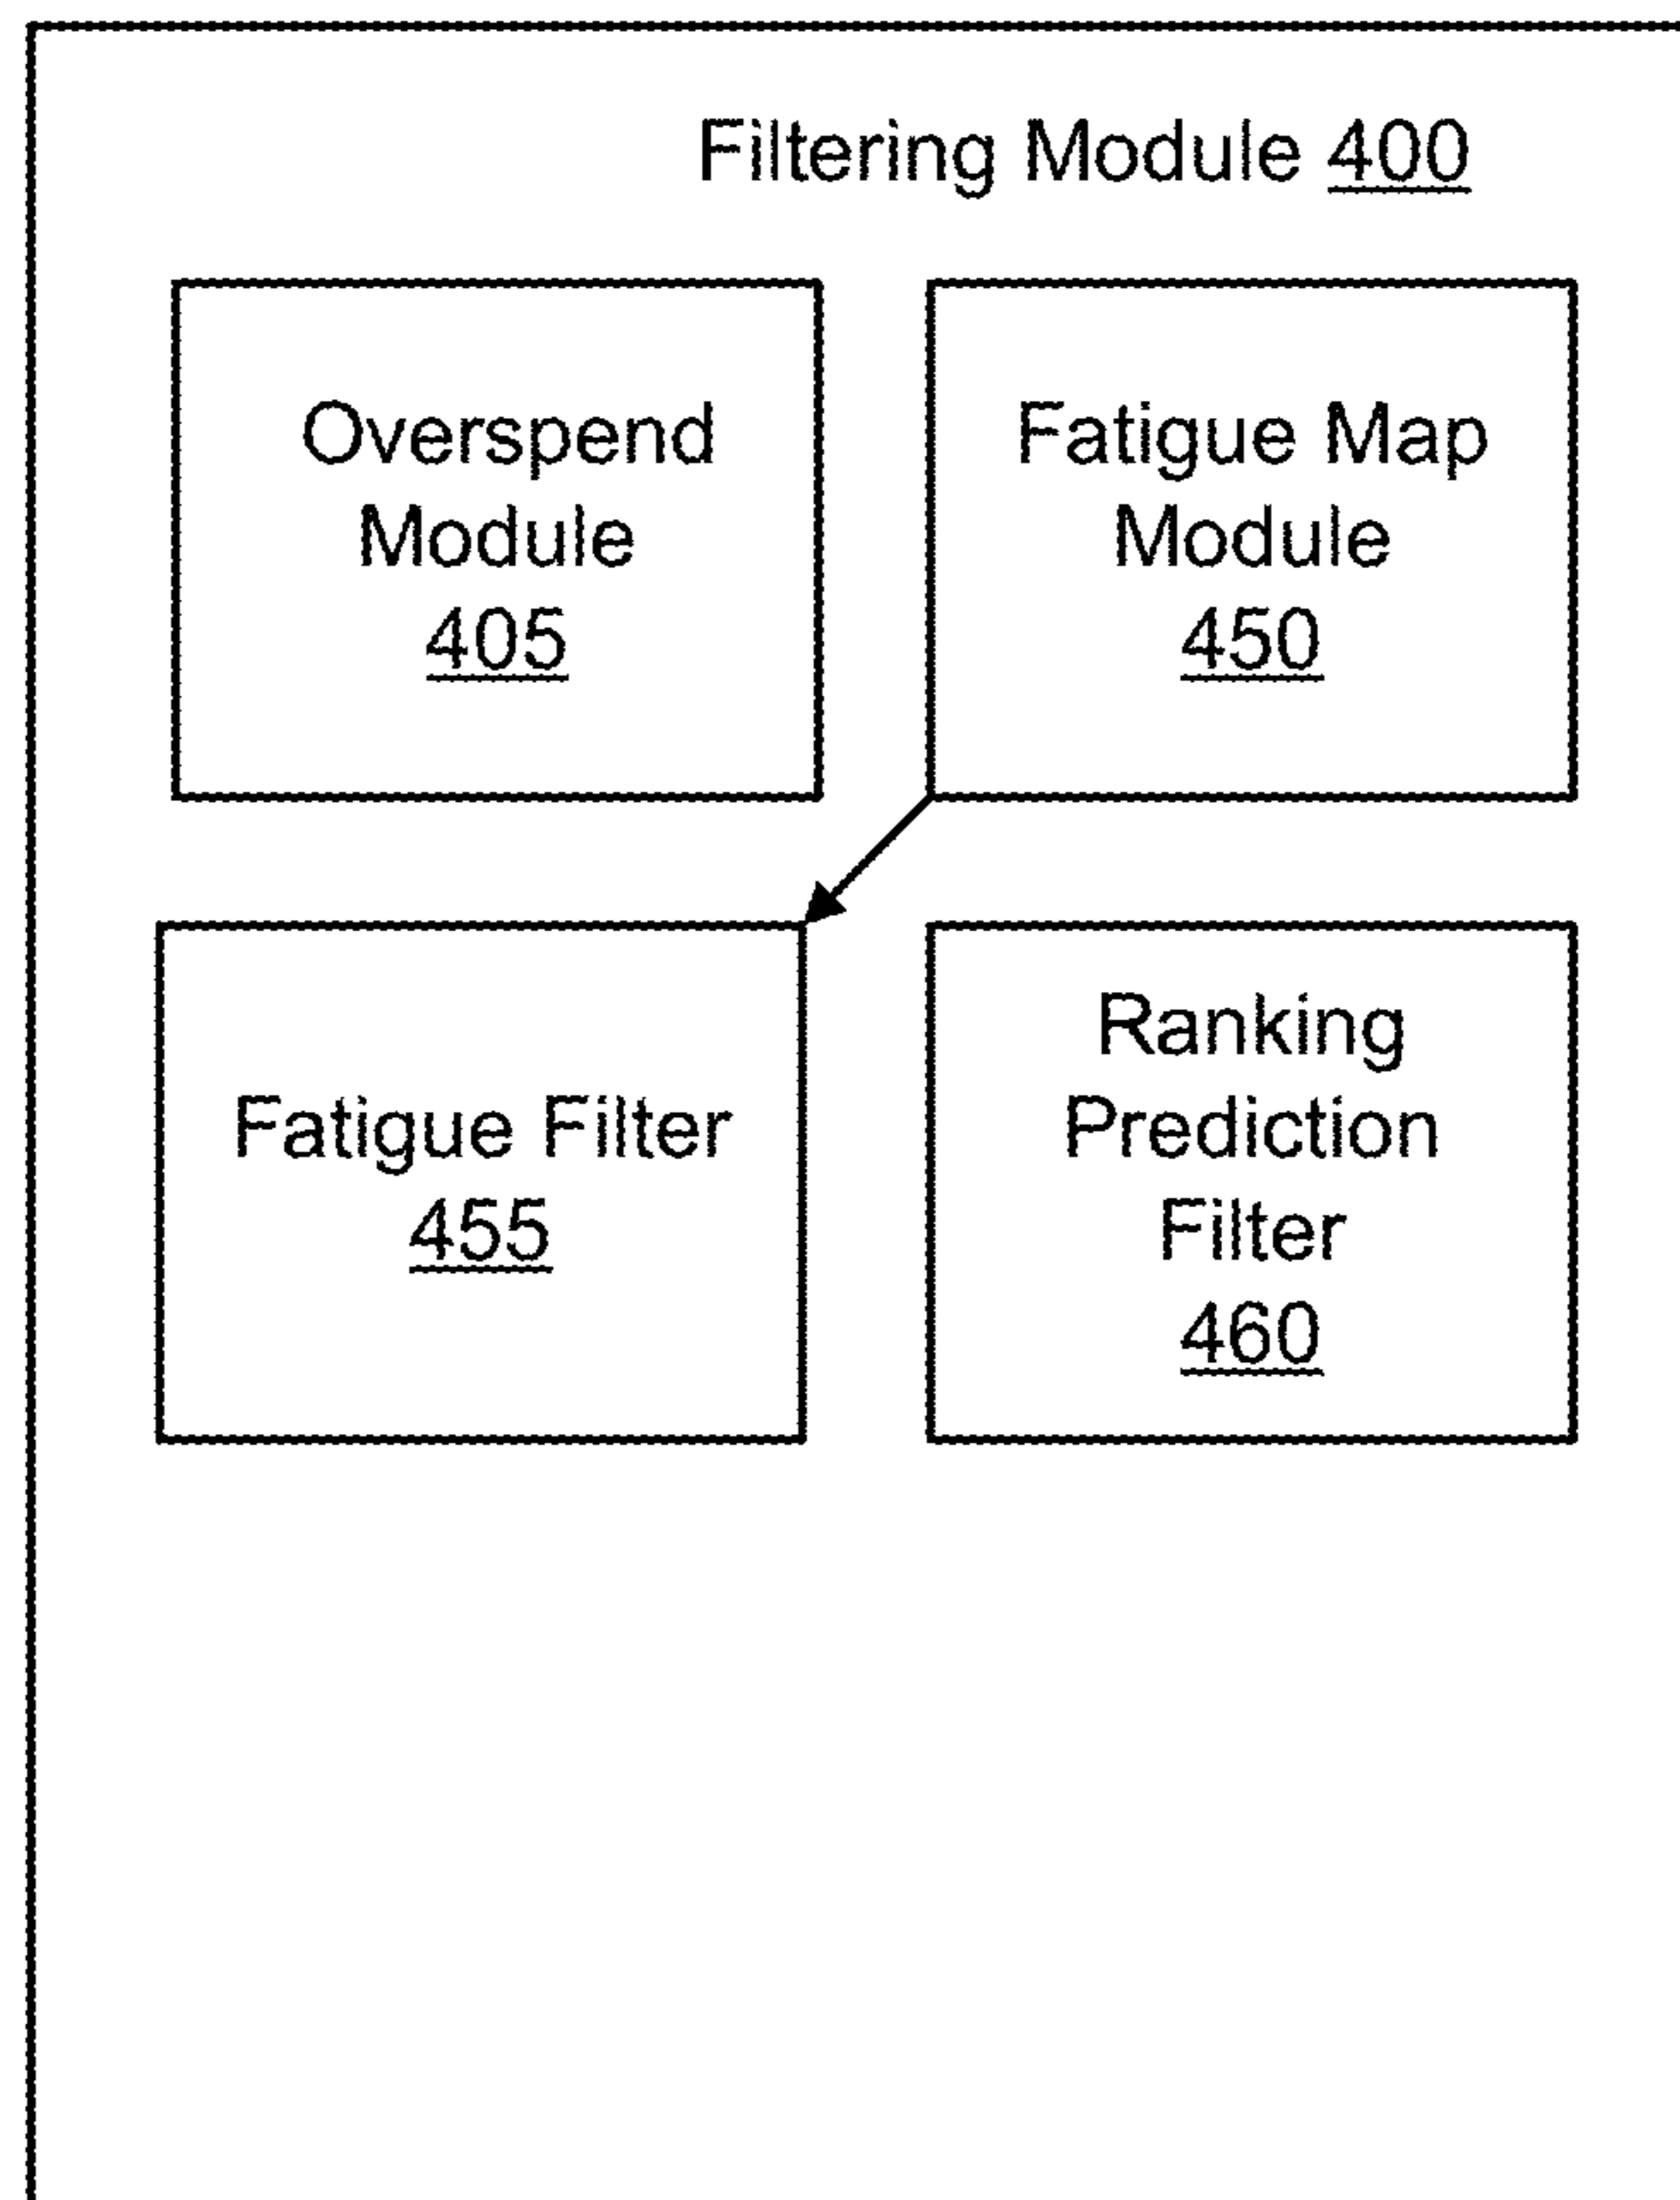 Filtering Module 400
Overspend
Module
405
Fatigue Map
Module
450
Fatigue Filter
455
Ranking
Prediction
Filter
460